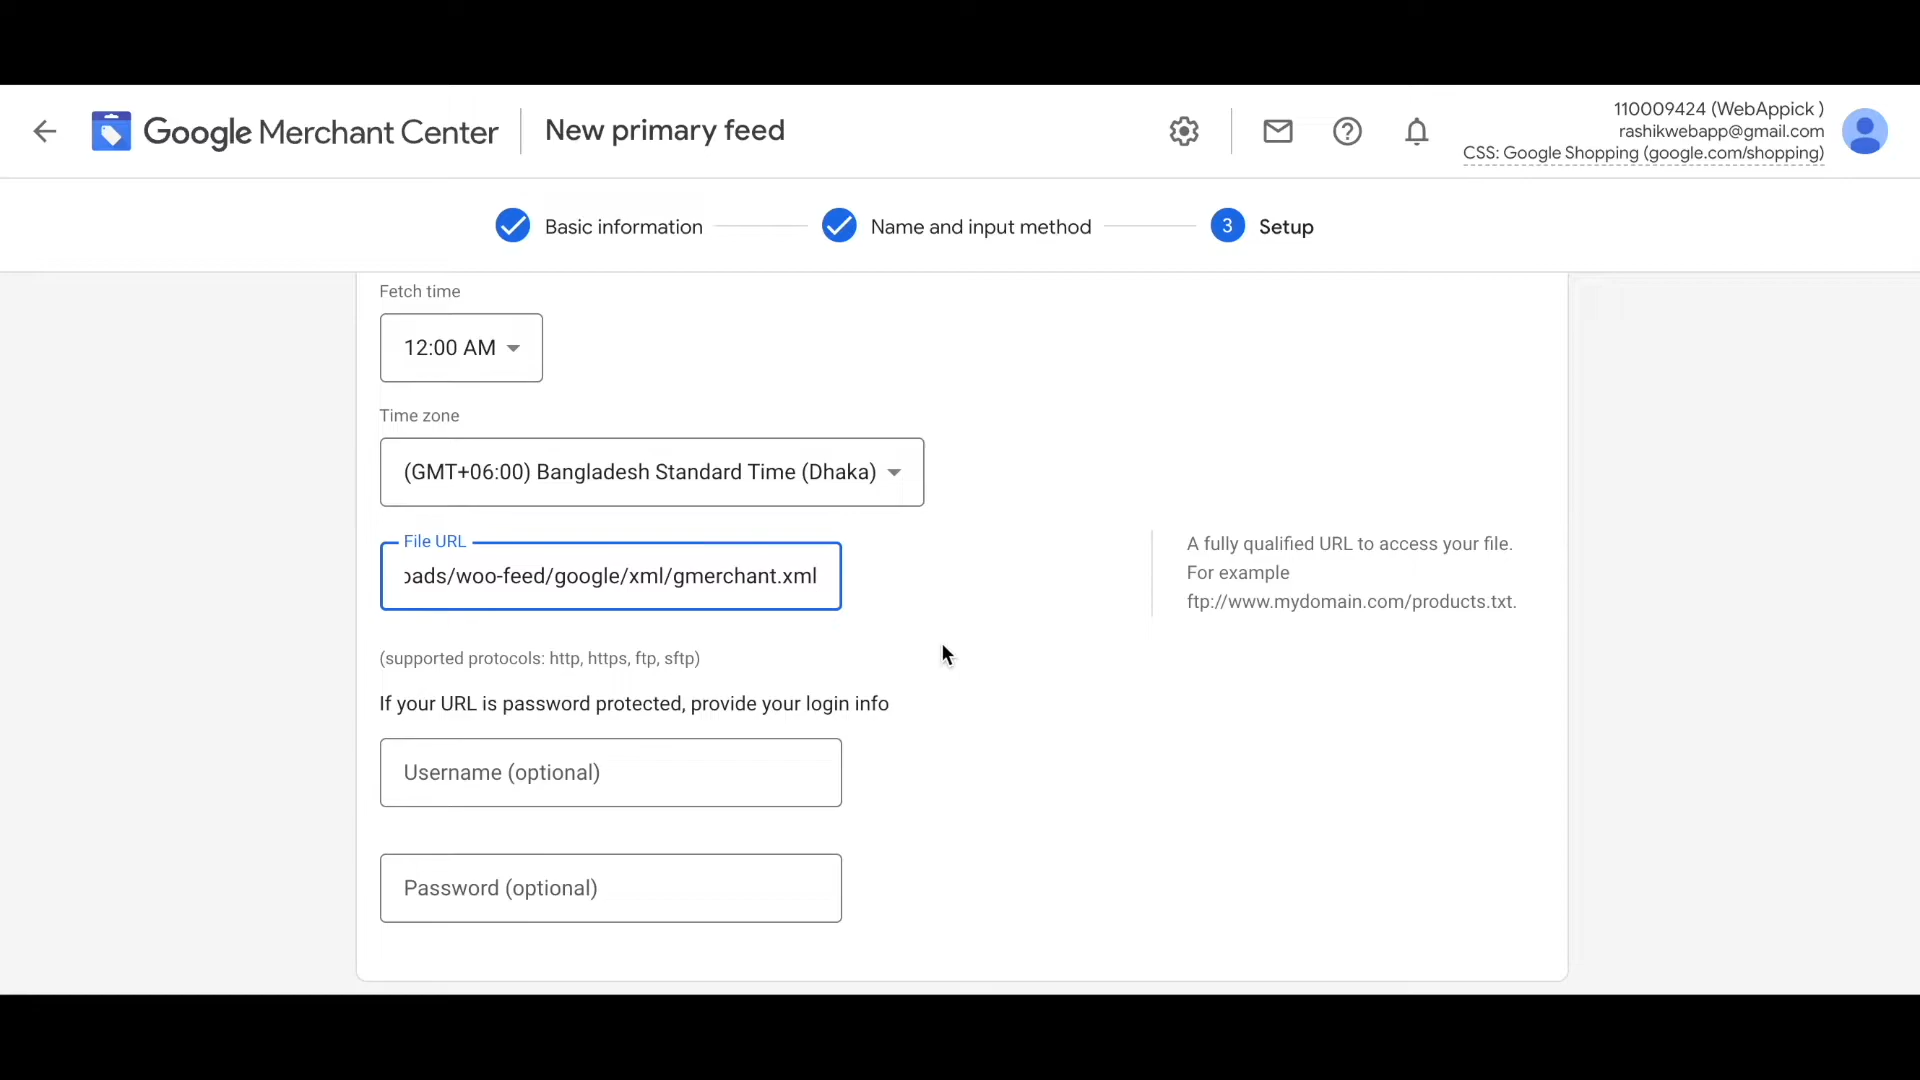 Google Merchant Center
New primary feed
110009424 (WebAppick )
rashikwebapp@gmail.com
CSS: Google Shopping (google.com/shopping)
Basic information
Name and input method
3 Setup
Fetch time
12:00 AM
Time zone
(GMT+06:00) Bangladesh Standard Time (Dhaka)
File URL
oads/woo-feed/google/xml/gmerchant.xml
A fully qualified URL to access your file.
For example
ftp://www.mydomain.com/products.txt.
(supported protocols: http, https, ftp, sftp)
If your URL is password protected, provide your login info
Username (optional)
Password (optional)